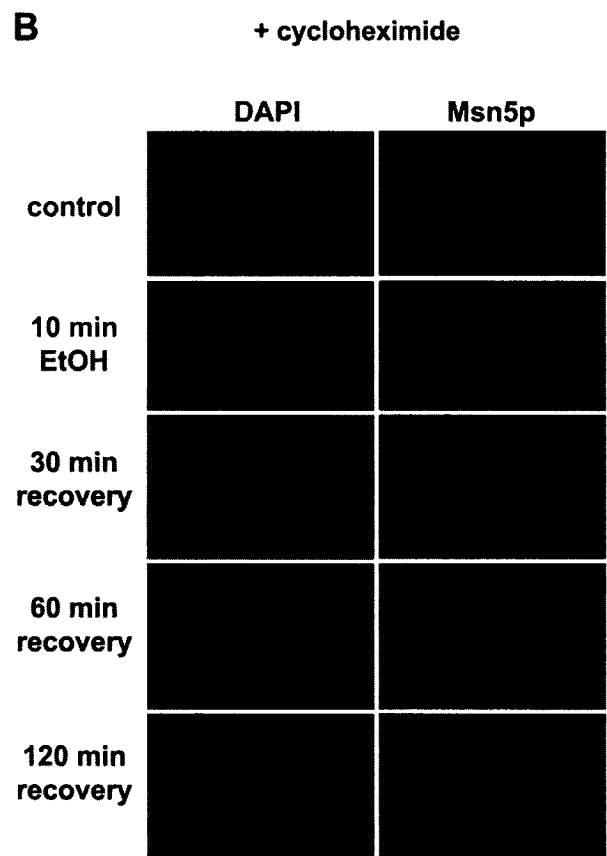 B
+ cycloheximide
DAPI Msn5p
control
10 min
EtOH
30 min
recovery
60 min
recovery
120 min
recovery